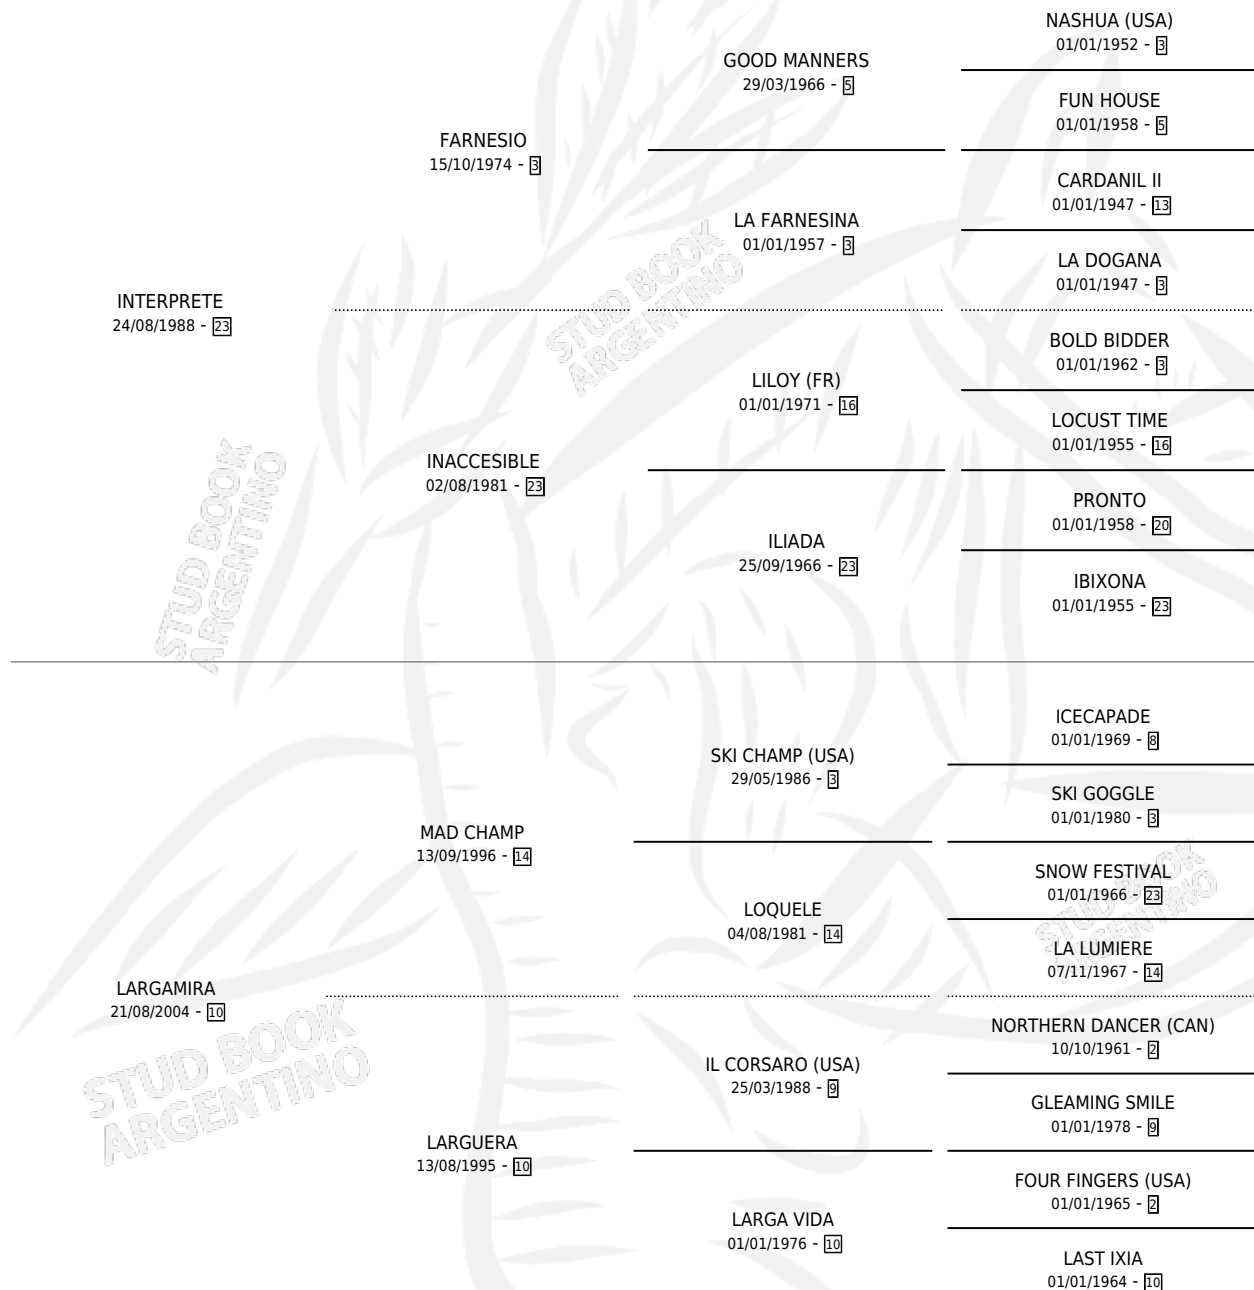 NASHUA (USA)
01/01/1952 - 3
GOOD MANNERS
29/03/1966 - 5
FUN HOUSE
01/01/1958 - 5
FARNESIO
15/10/1974 - 3
CARDANIL II
01/01/1947 - 13
LA FARNESINA
01/01/1957 - 3
LA DOGANA
01/01/1947 - 3
INTERPRETE
24/08/1988 - 23
BOLD BIDDER
01/01/1962 - 3
LILOY (FR)
01/01/1971 - 16
LOCUST TIME
01/01/1955 - 16
INACCESIBLE
02/08/1981 - 23
PRONTO
01/01/1958 - 20
ILIADA
25/09/1966 - 23
IBIXONA
01/01/1955 - 23
STUD BOOK
ARGENTINO
STUD BOOK
ARGENTINO
ICECAPADE
01/01/1969 - 8
SKI CHAMP (USA)
29/05/1986 - 3
SKI GOGGLE
01/01/1980 - 3
MAD CHAMP
13/09/1996 - 14
SNOW FESTIVAL
01/01/1966 - 23
LOQUELE
04/08/1981 - 14
LA LUMIERE
07/11/1967 - 14
LARGAMIRA
21/08/2004 - 10
NORTHERN DANCER (CAN)
10/10/1961 - 2
IL CORSARO (USA)
25/03/1988 - 9
GLEAMING SMILE
01/01/1978 - 9
LARGUERA
13/08/1995 - 10
FOUR FINGERS (USA)
01/01/1965 - 2
LARGA VIDA
01/01/1976 - 10
LAST IXIA
01/01/1964 - 10
STUD BOOK
ARGENTINO
STUD BOOK
ARGENTINO